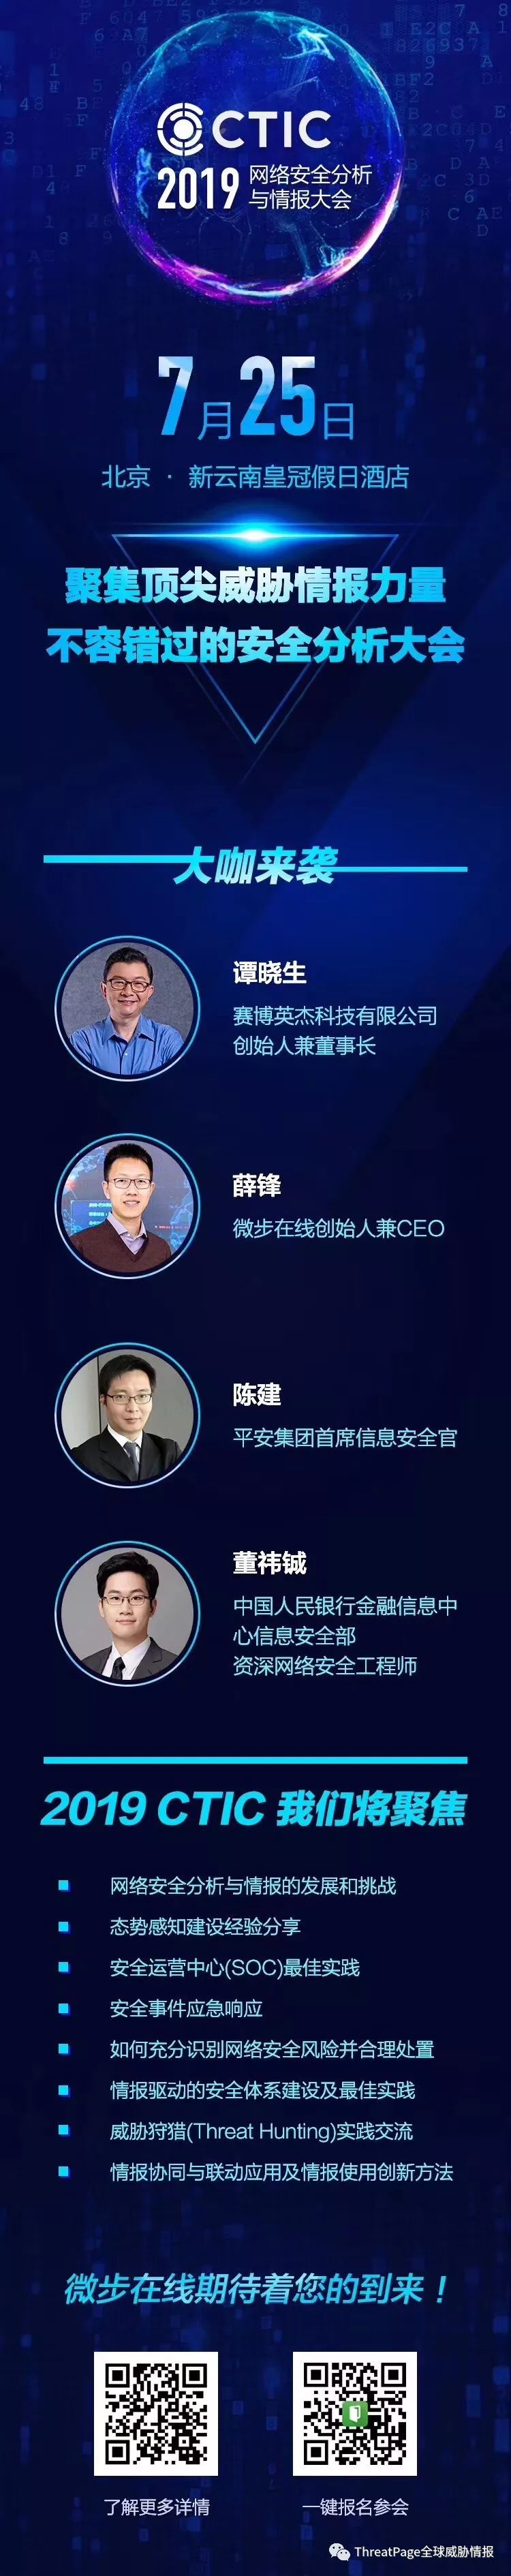 CTIC
2019 网络安全分析
与情报大会
7月25日
北京 · 新云南皇冠假日酒店
聚集顶尖威胁情报力量
不容错过的安全分析大会
大咖来袭
谭晓生
赛博英杰科技有限公司
创始人兼董事长
薛锋
微步在线创始人兼CEO
陈建
平安集团首席信息安全官
董祎铖
中国人民银行金融信息中
心信息安全部
资深网络安全工程师
2019 CTIC 我们将聚焦
网络安全分析与情报的发展和挑战
态势感知建设经验分享
安全运营中心(SOC)最佳实践
安全事件应急响应
如何充分识别网络安全风险并合理处置
情报驱动的安全体系建设及最佳实践
威胁狩猎(Threat Hunting)实践交流
情报协同与联动应用及情报使用创新方法
微步在线期待着您的到来！
了解更多详情
一键报名参会
ThreatPage全球威胁情报